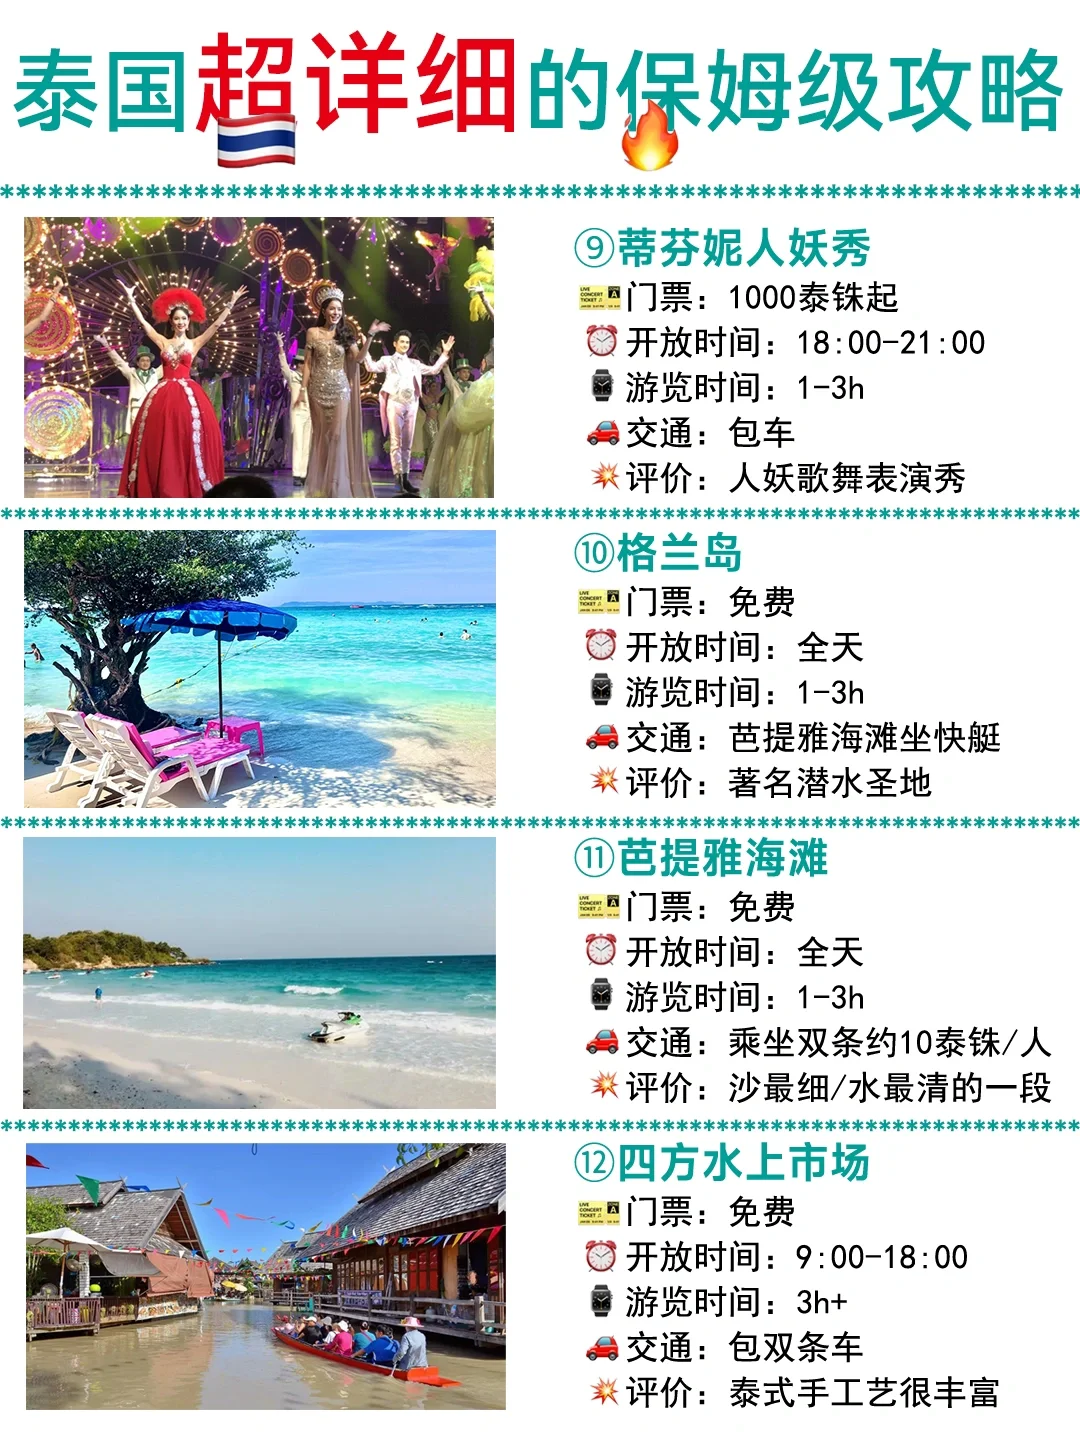 泰国超详细的保姆级攻略
⑨蒂芬妮人妖秀
门票：1000泰铢起
开放时间：18:00-21:00
游览时间：1-3h
交通：包车
评价：人妖歌舞表演秀
⑩格兰岛
门票：免费
开放时间：全天
游览时间：1-3h
交通：芭提雅海滩坐快艇
评价：著名潜水圣地
⑪芭提雅海滩
门票：免费
开放时间：全天
游览时间：1-3h
交通：乘坐双条约10泰铢/人
评价：沙最细/水最清的一段
⑫四方水上市场
门票：免费
开放时间：9:00-18:00
游览时间：3h+
交通：包双条车
评价：泰式手工艺很丰富